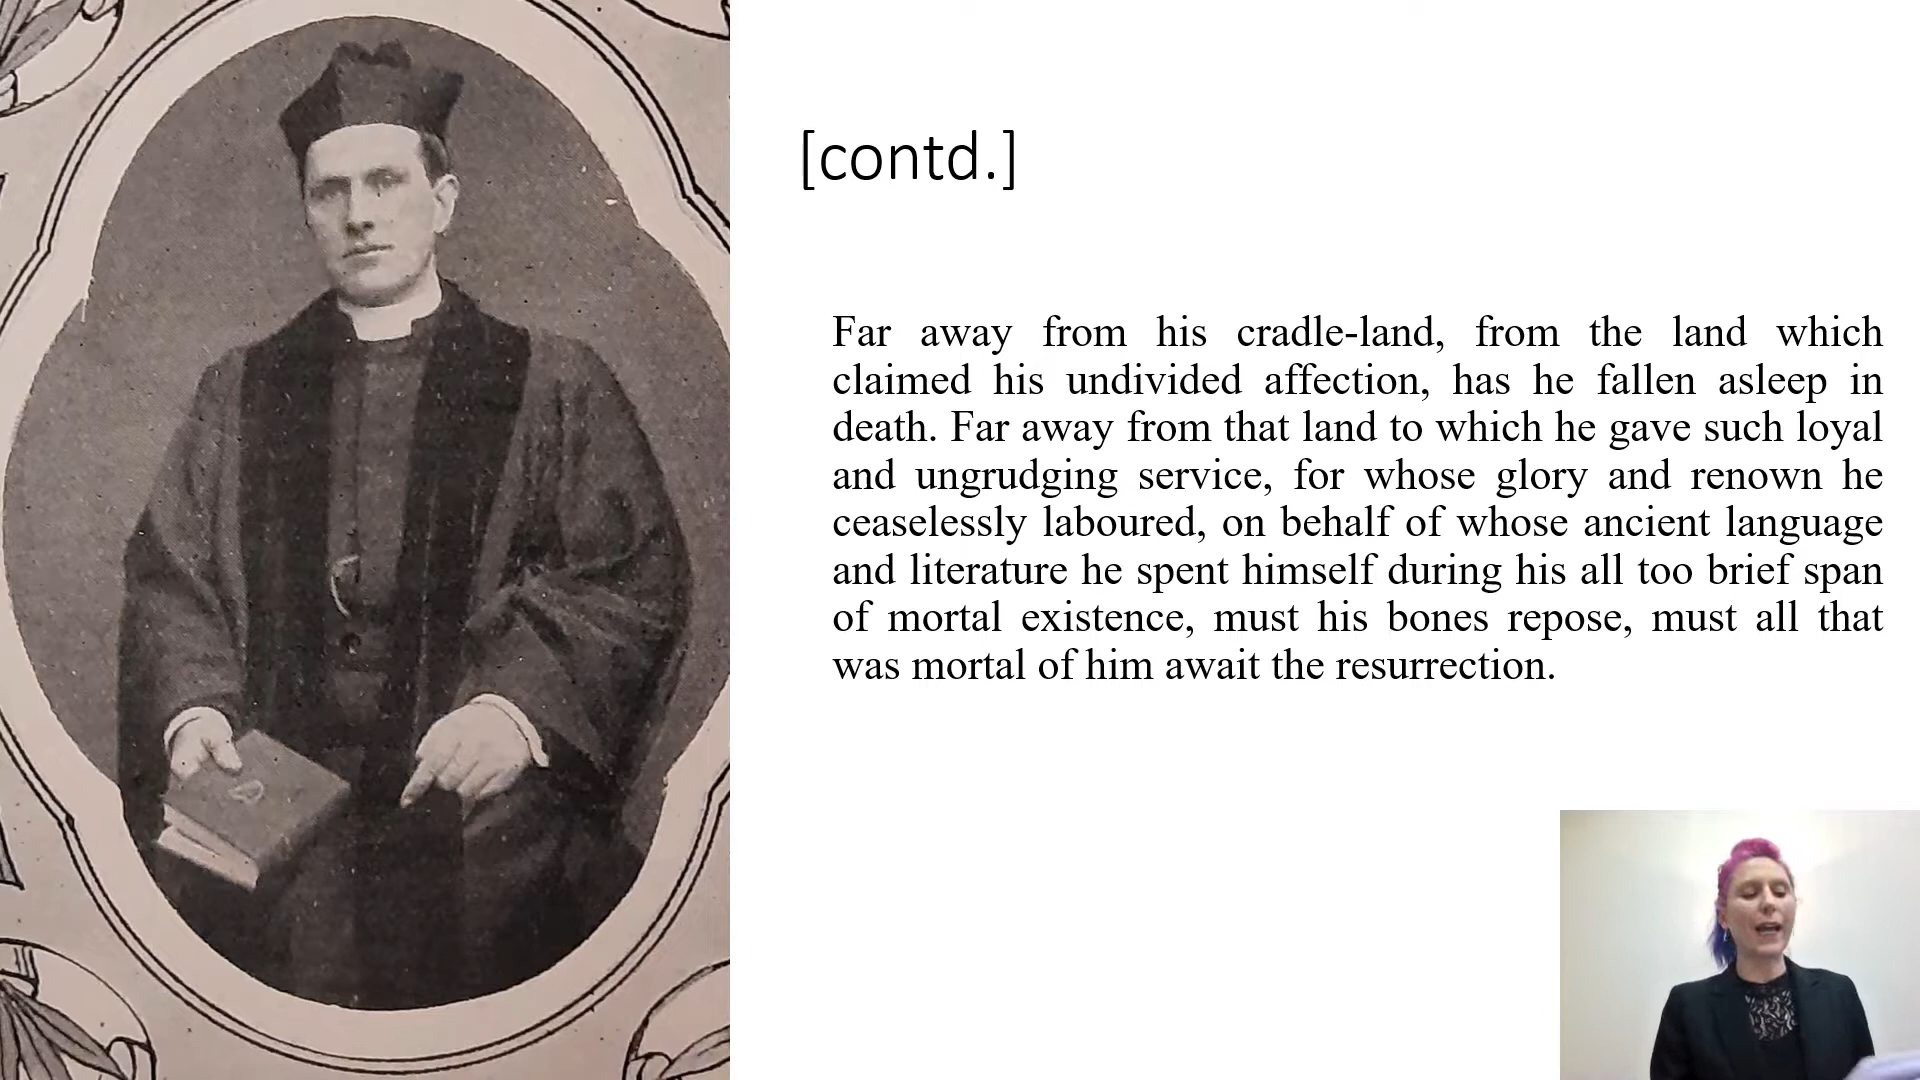 [contd.]
Far away from his cradle-land, from the land which
claimed his undivided affection, has he fallen asleep in
death. Far away from that land to which he gave such loyal
and ungrudging service, for whose glory and renown he
ceaselessly laboured, on behalf of whose ancient language
and literature he spent himself during his all too brief span
of mortal existence, must his bones repose, must all that
was mortal of him await the resurrection.